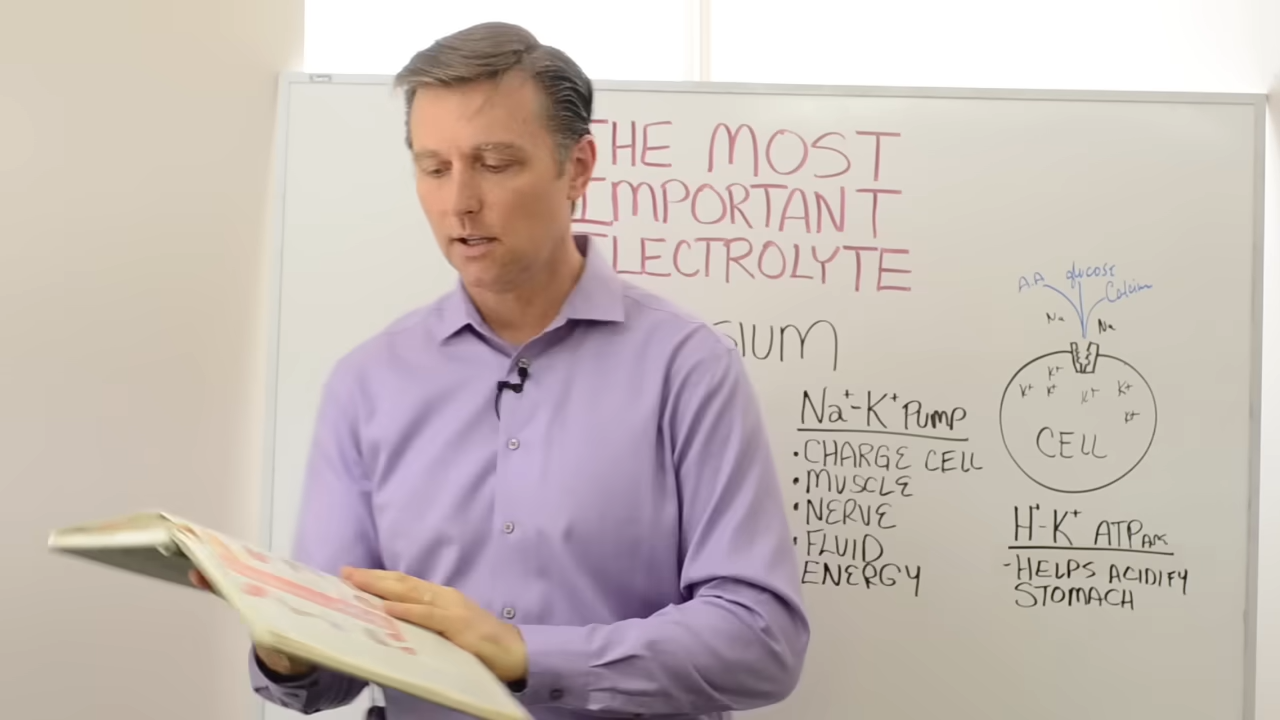 THE MOST
IMPORTANT
ELECTROLYTE
SIUM
Na⁺-K⁺ PUMP
• CHARGE CELL
• MUSCLE
• NERVE
• FLUID
ENERGY
A.A glucose Calcium
Na Na
K+ K+ K+ K+ K+ K+
CELL
H⁺-K⁺ ATPase
- HELPS ACIDIFY
STOMACH